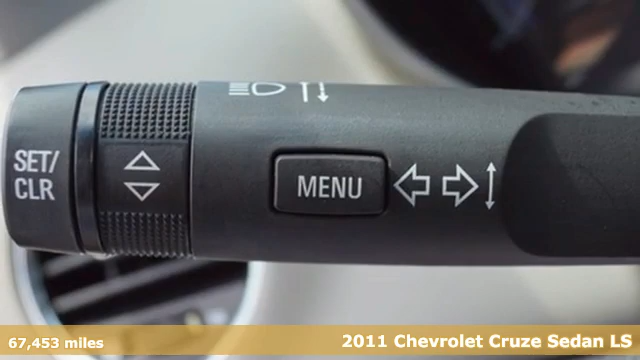 SET/
CLR
MENU
67,453 miles
2011 Chevrolet Cruze Sedan LS